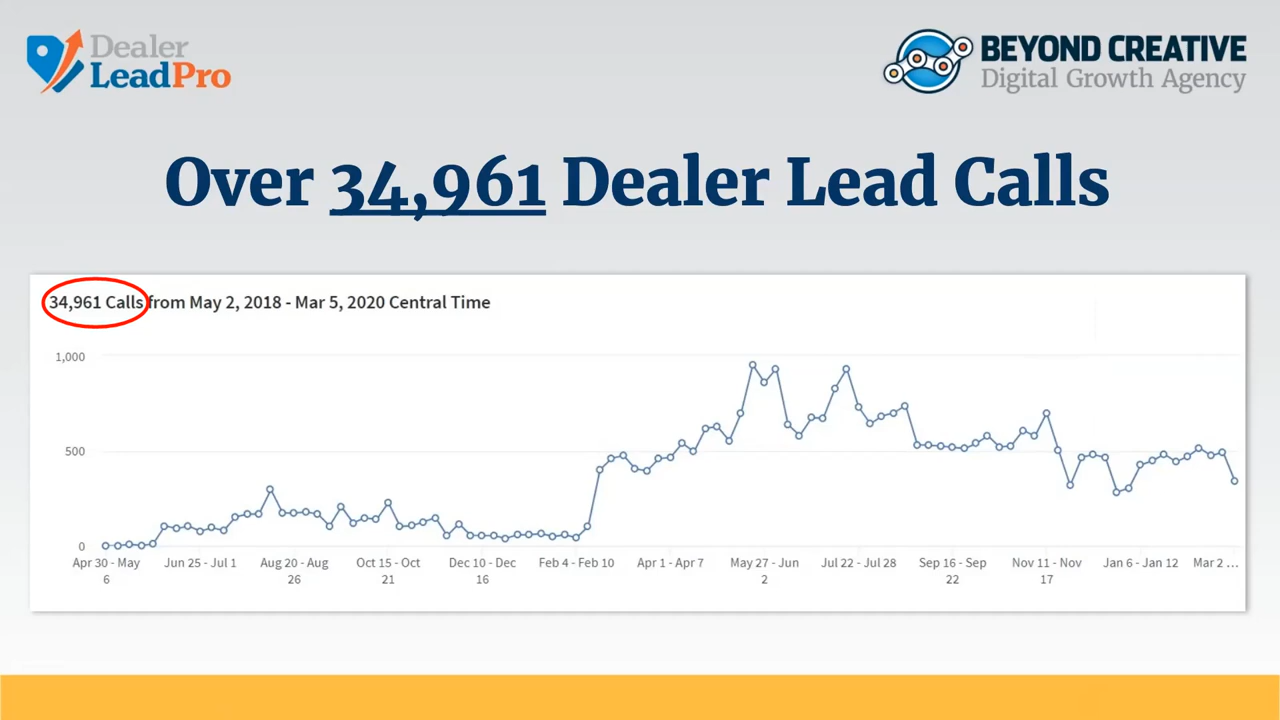 Dealer
LeadPro
BEYOND CREATIVE
Digital Growth Agency
Over 34,961 Dealer Lead Calls
34,961 Calls from May 2, 2018 - Mar 5, 2020 Central Time
1,000
500
0
Apr 30 - May
6
Jun 25 - Jul 1
Aug 20 - Aug
26
Oct 15 - Oct
21
Dec 10 - Dec
16
Feb 4 - Feb 10
Apr 1 - Apr 7
May 27 - Jun
2
Jul 22 - Jul 28
Sep 16 - Sep
22
Nov 11 - Nov
17
Jan 6 - Jan 12
Mar 2 ...